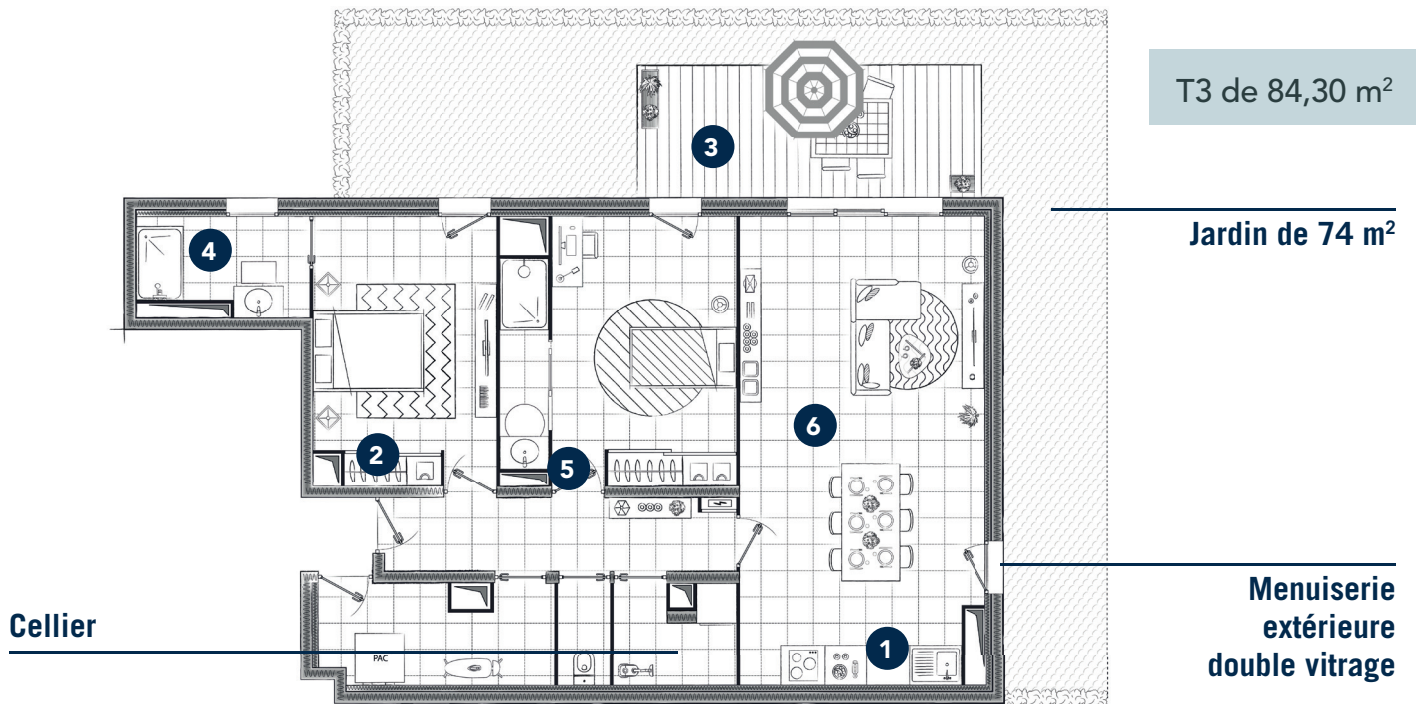 T3 de 84,30 m²
3
Jardin de 74 m²
4
6
2
5
Menuiserie
extérieure
double vitrage
Cellier
1
PAC